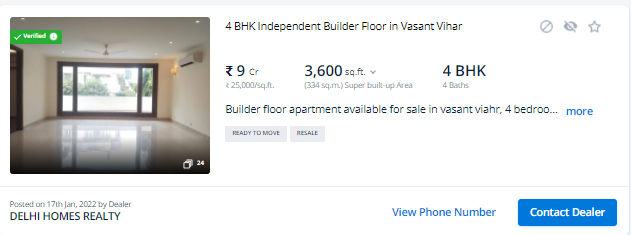 4 BHK Independent Builder Floor in Vasant Vihar
Verified
₹ 9 Cr
₹ 25,000/sq.ft.
3,600 sq.ft.
(334 sq.m.) Super built-up Area
4 BHK
4 Baths
Builder floor apartment available for sale in vasant viahr, 4 bedroo... more
READY TO MOVE RESALE
24
Posted on 17th Jan, 2022 by Dealer
DELHI HOMES REALTY
View Phone Number
Contact Dealer